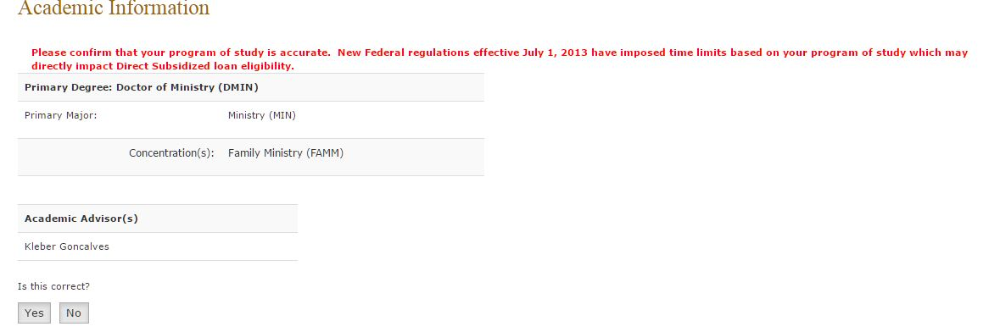 Academic Information
Please confirm that your program of study is accurate.  New Federal regulations effective July 1, 2013 have imposed time limits based on your program of study which may
directly impact Direct Subsidized loan eligibility.
Primary Degree: Doctor of Ministry (DMIN)
Primary Major: Ministry (MIN)
Concentration(s): Family Ministry (FAMM)
Academic Advisor(s)
Kleber Goncalves
Is this correct?
Yes No